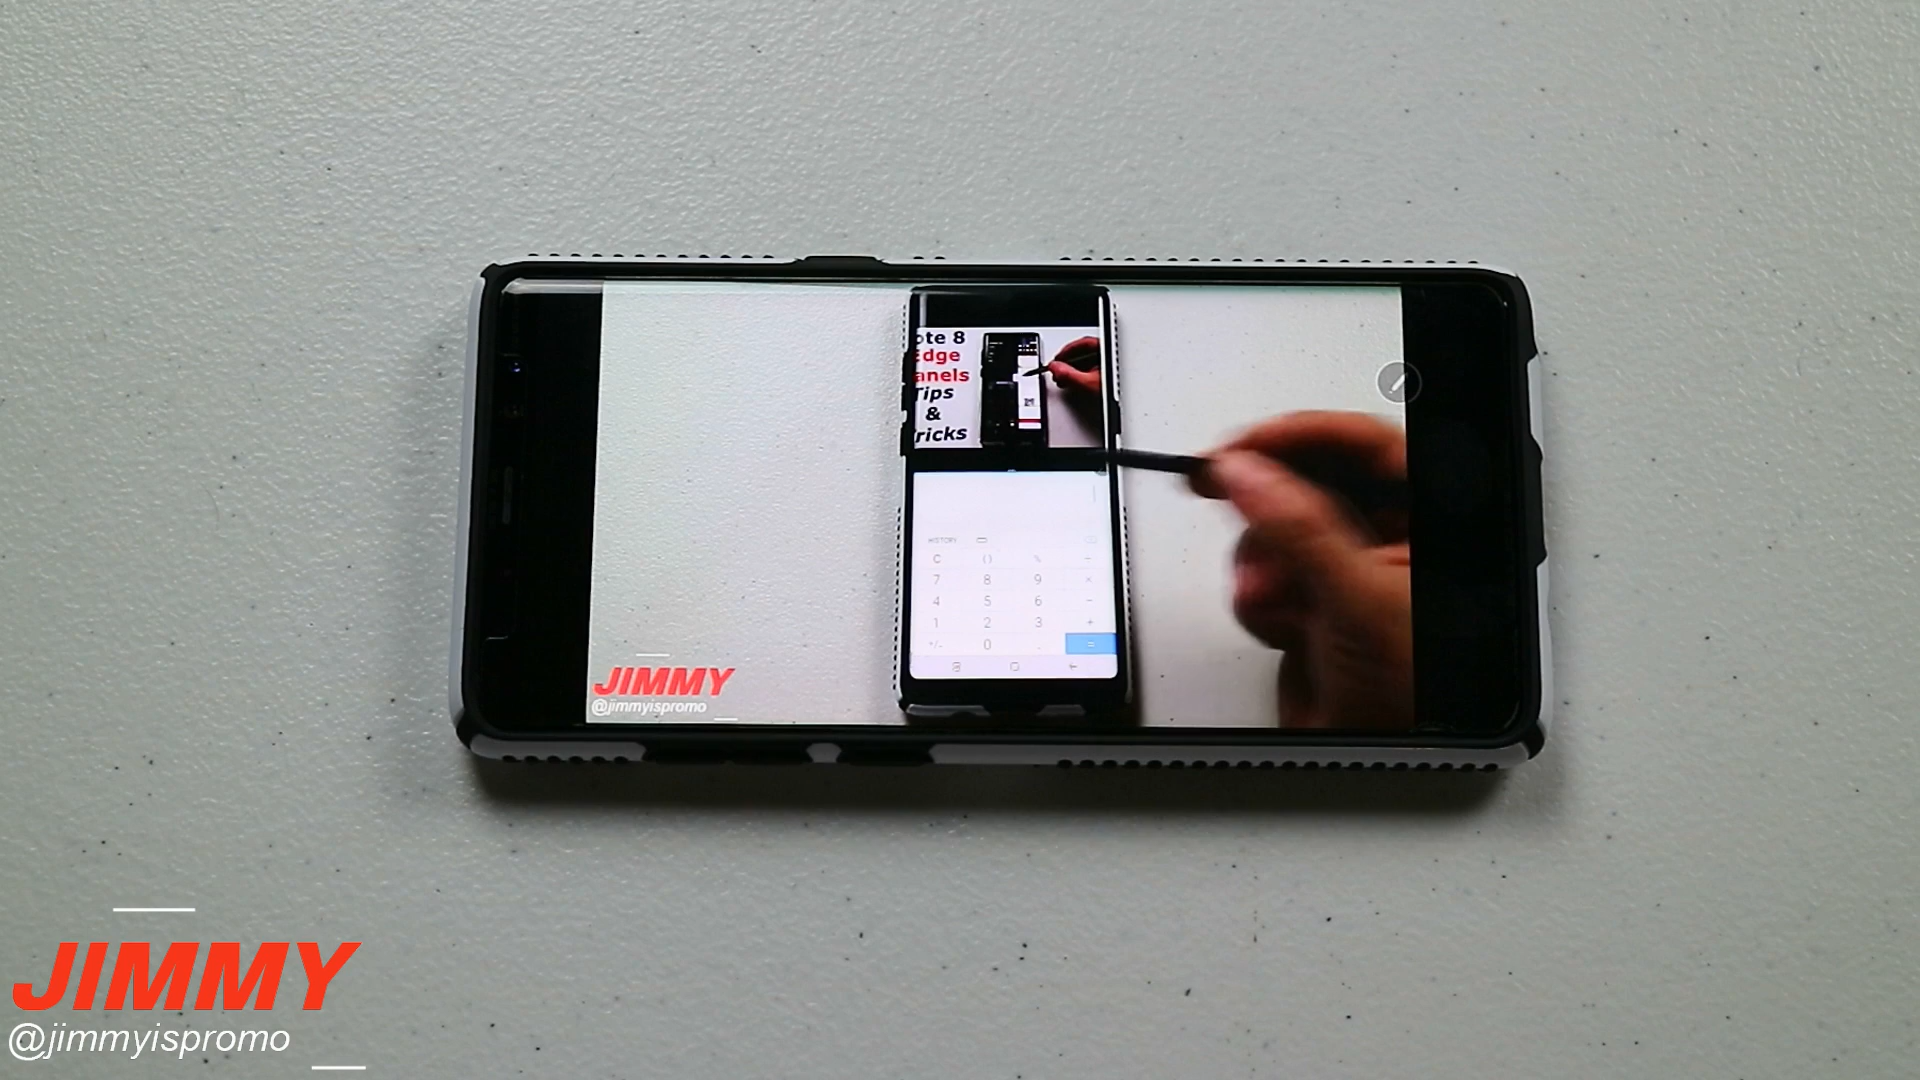 ote 8
Edge
anels
Tips
&
ricks
HISTORY
C () %
7 8 9 ×
4 5 6 −
1 2 3 +
+/- 0 . =
JIMMY
@jimmyispromo
JIMMY
@jimmyispromo